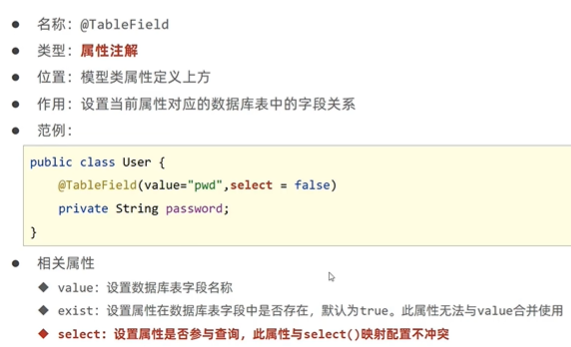 ● 名称：@TableField
● 类型：属性注解
● 位置：模型类属性定义上方
● 作用：设置当前属性对应的数据库表中的字段关系
● 范例：
public class User {
    @TableField(value="pwd",select = false)
    private String password;
}
● 相关属性
◆ value：设置数据库表字段名称
◆ exist：设置属性在数据库表字段中是否存在，默认为true。此属性无法与value合并使用
◆ select：设置属性是否参与查询，此属性与select()映射配置不冲突